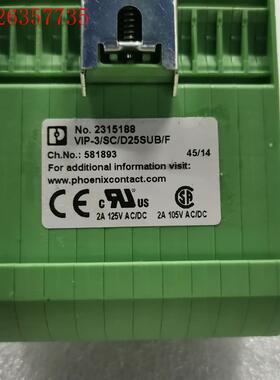 26357735
No. 2315188
VIP-3/SC/D25SUB/F
Ch.No.: 581893 45/14
For additional information visit:
www.phoenixcontact.com
CE c UL US SA
2A 125V AC/DC 2A 105V AC/DC